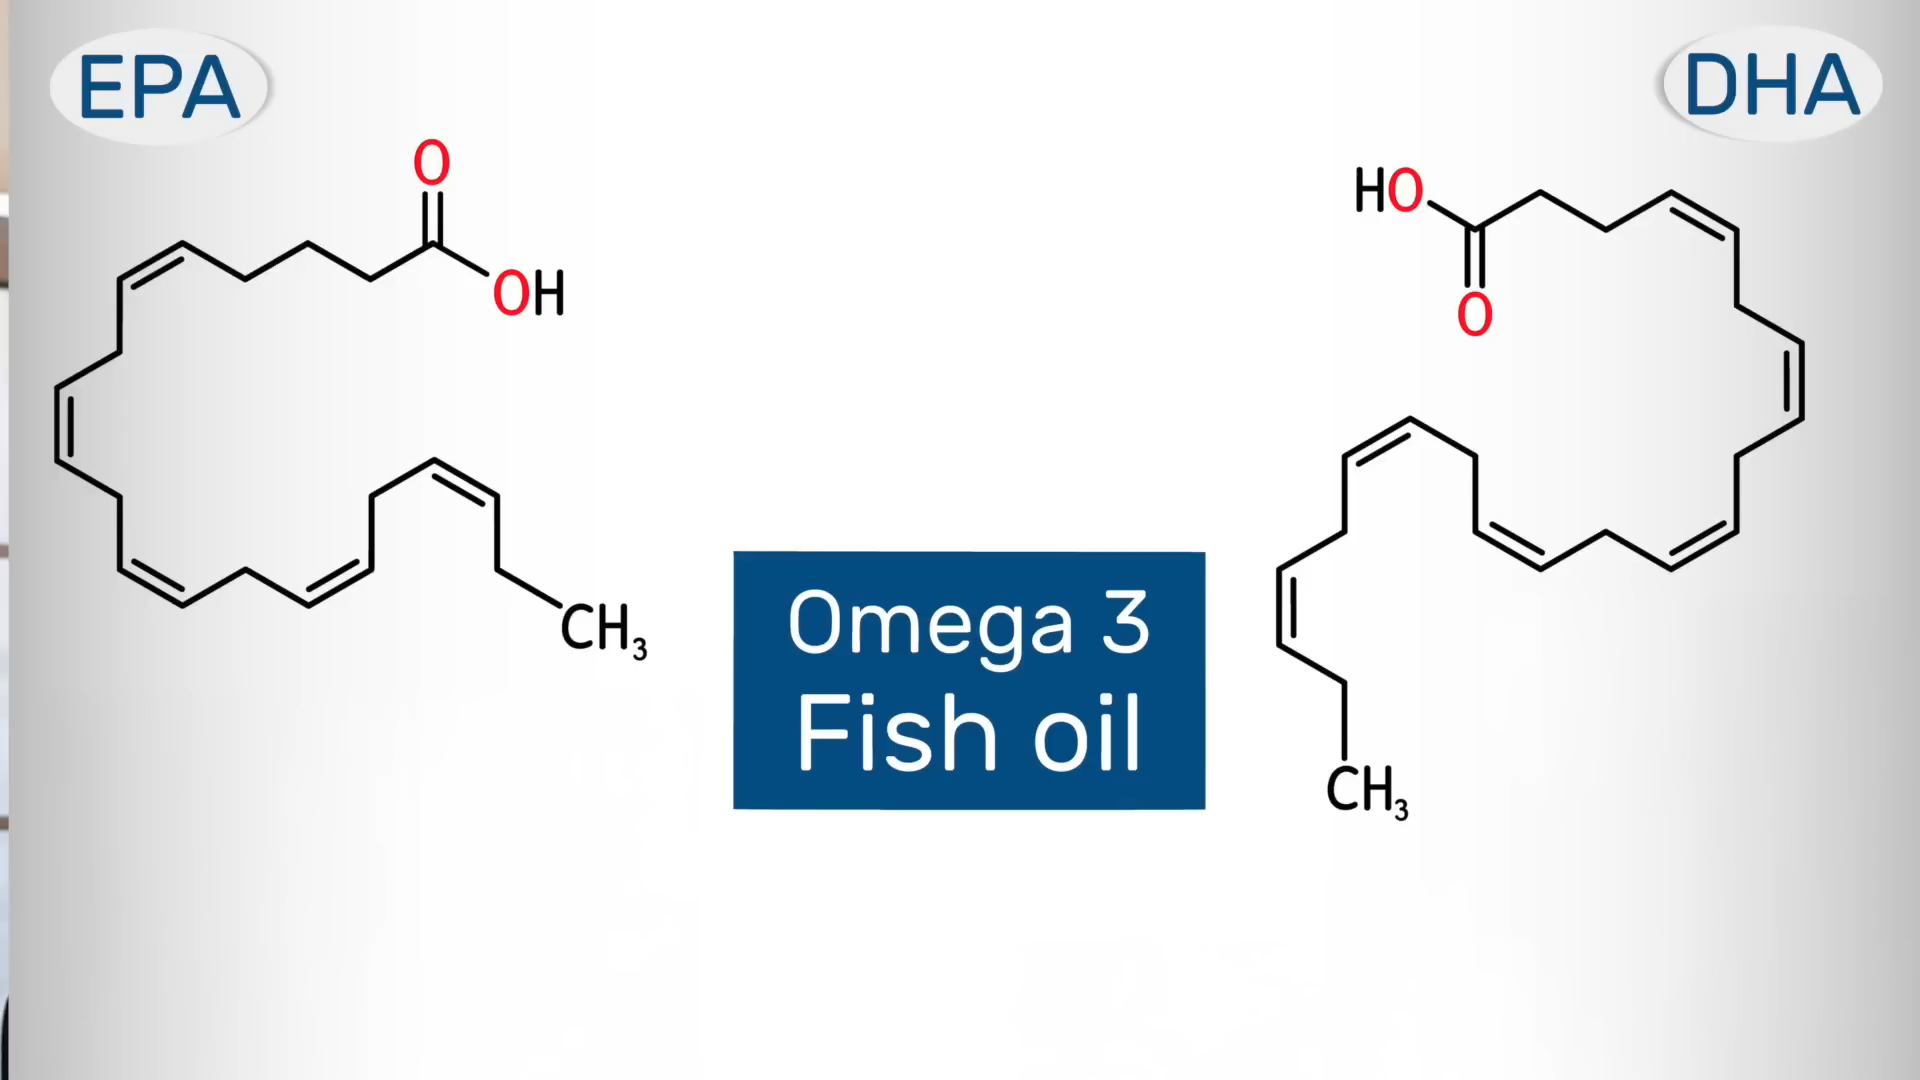 EPA
DHA
O
OH
CH₃
HO
O
CH₃
Omega 3
Fish oil